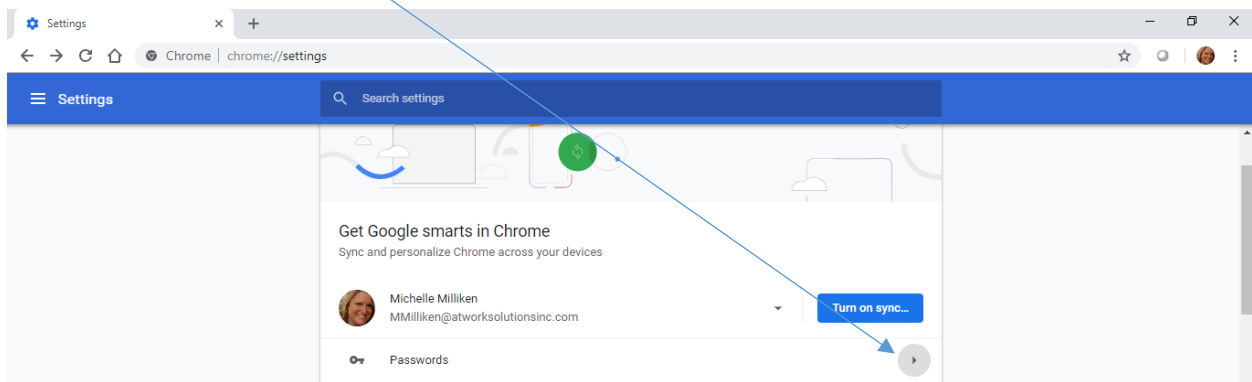 Settings
Chrome | chrome://settings
Settings
Search settings
Get Google smarts in Chrome
Sync and personalize Chrome across your devices
Michelle Milliken
MMilliken@atworksolutionsinc.com
Turn on sync...
Passwords